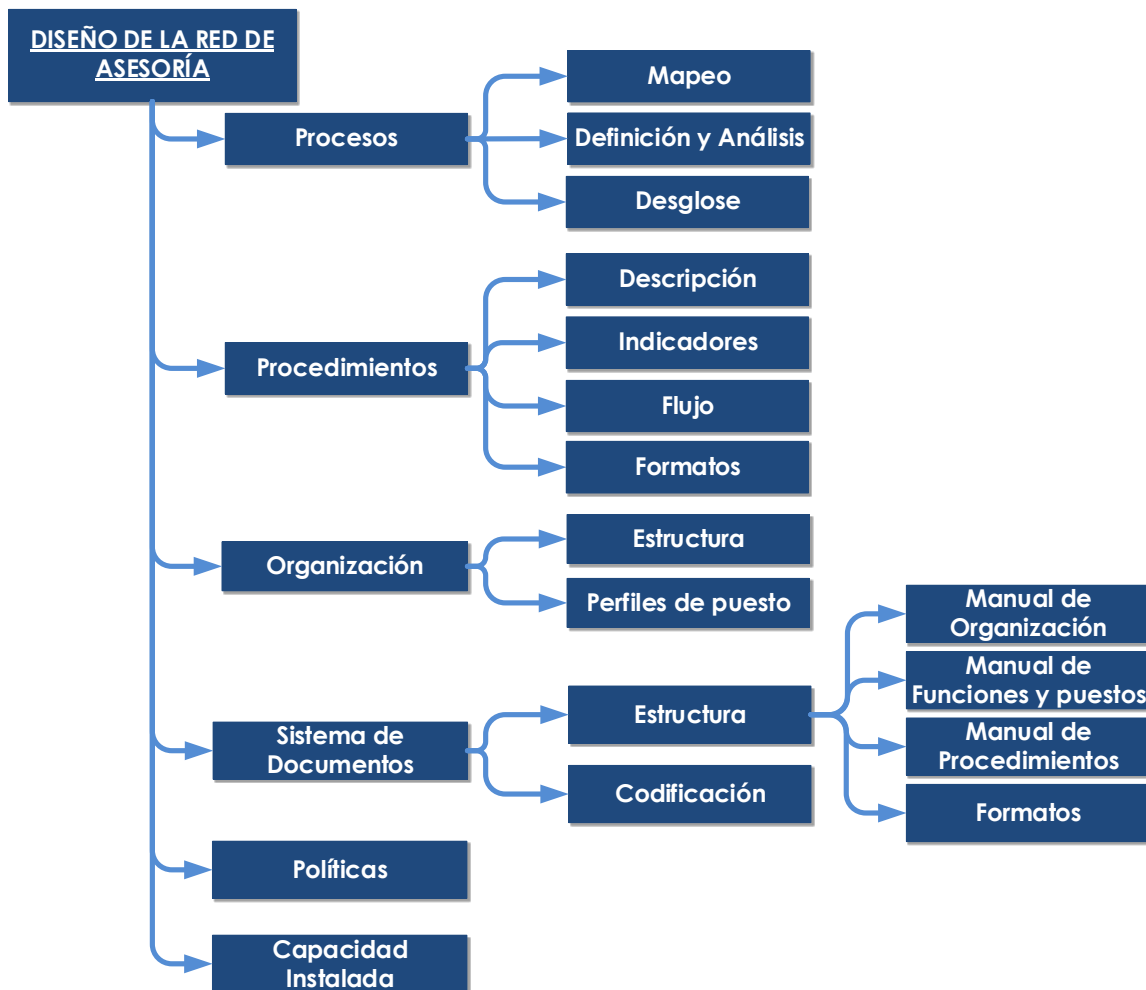 DISEÑO DE LA RED DE
ASESORÍA
Procesos
Mapeo
Definición y Análisis
Desglose
Procedimientos
Descripción
Indicadores
Flujo
Formatos
Organización
Estructura
Perfiles de puesto
Sistema de
Documentos
Estructura
Codificación
Manual de
Organización
Manual de
Funciones y puestos
Manual de
Procedimientos
Formatos
Políticas
Capacidad
Instalada